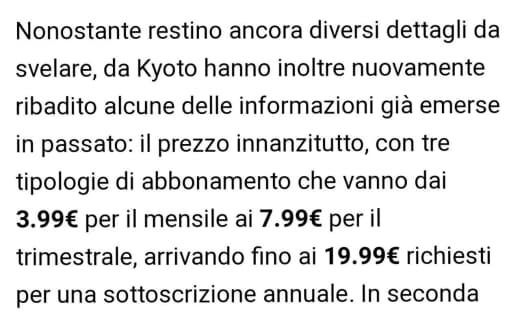 Nonostante restino ancora diversi dettagli da
svelare, da Kyoto hanno inoltre nuovamente
ribadito alcune delle informazioni già emerse
in passato: il prezzo innanzitutto, con tre
tipologie di abbonamento che vanno dai
3.99€ per il mensile ai 7.99€ per il
trimestrale, arrivando fino ai 19.99€ richiesti
per una sottoscrizione annuale. In seconda